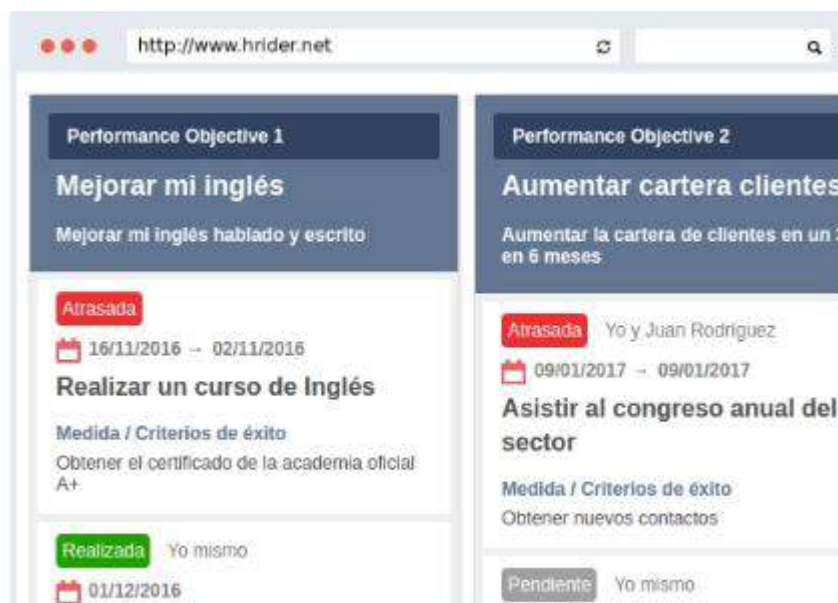 http://www.hrider.net
Performance Objective 1
Mejorar mi inglés
Mejorar mi inglés hablado y escrito
Atrasada
16/11/2016 → 02/11/2016
Realizar un curso de Inglés
Medida / Criterios de éxito
Obtener el certificado de la academia oficial
A+
Realizada Yo mismo
01/12/2016
Performance Objective 2
Aumentar cartera clientes
Aumentar la cartera de clientes en un
en 6 meses
Atrasada Yo y Juan Rodriguez
09/01/2017 → 09/01/2017
Asistir al congreso anual del
sector
Medida / Criterios de éxito
Obtener nuevos contactos
Pendiente Yo mismo